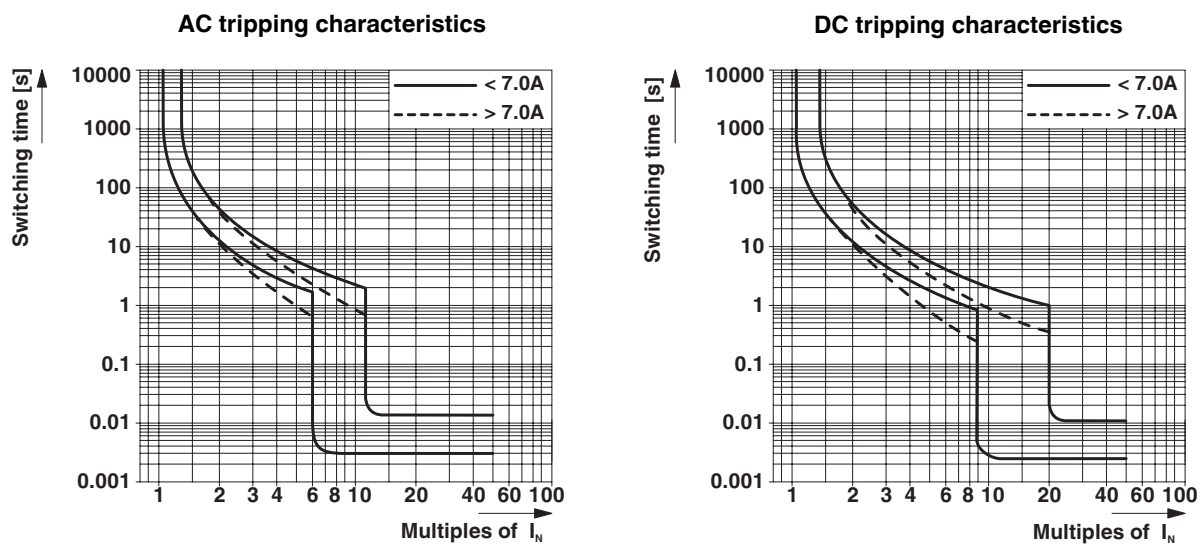 AC tripping characteristics
Switching time [s]
10000
1000
100
10
1
0.1
0.01
0.001
< 7.0A
> 7.0A
1 2 3 4 6 8 10 20 40 60 100
Multiples of IN
DC tripping characteristics
Switching time [s]
10000
1000
100
10
1
0.1
0.01
0.001
< 7.0A
> 7.0A
1 2 3 4 6 8 10 20 40 60 100
Multiples of IN